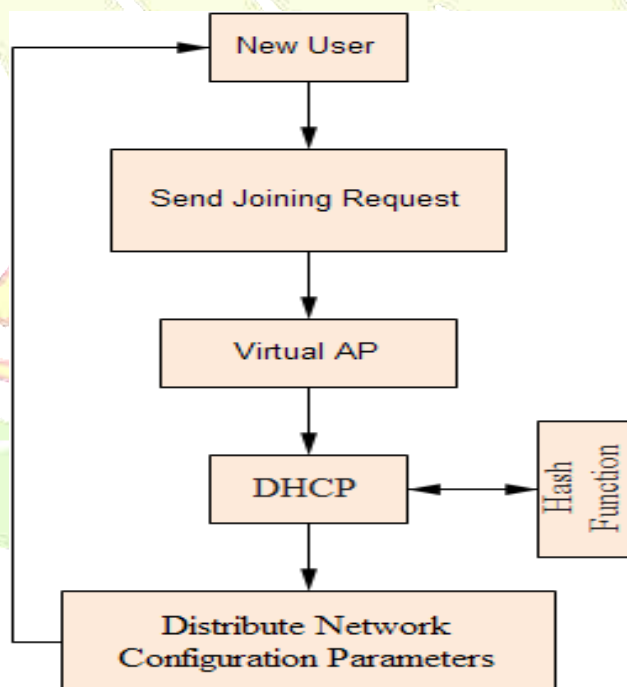 New User
Send Joining Request
Virtual AP
DHCP
Hash
Function
Distribute Network
Configuration Parameters